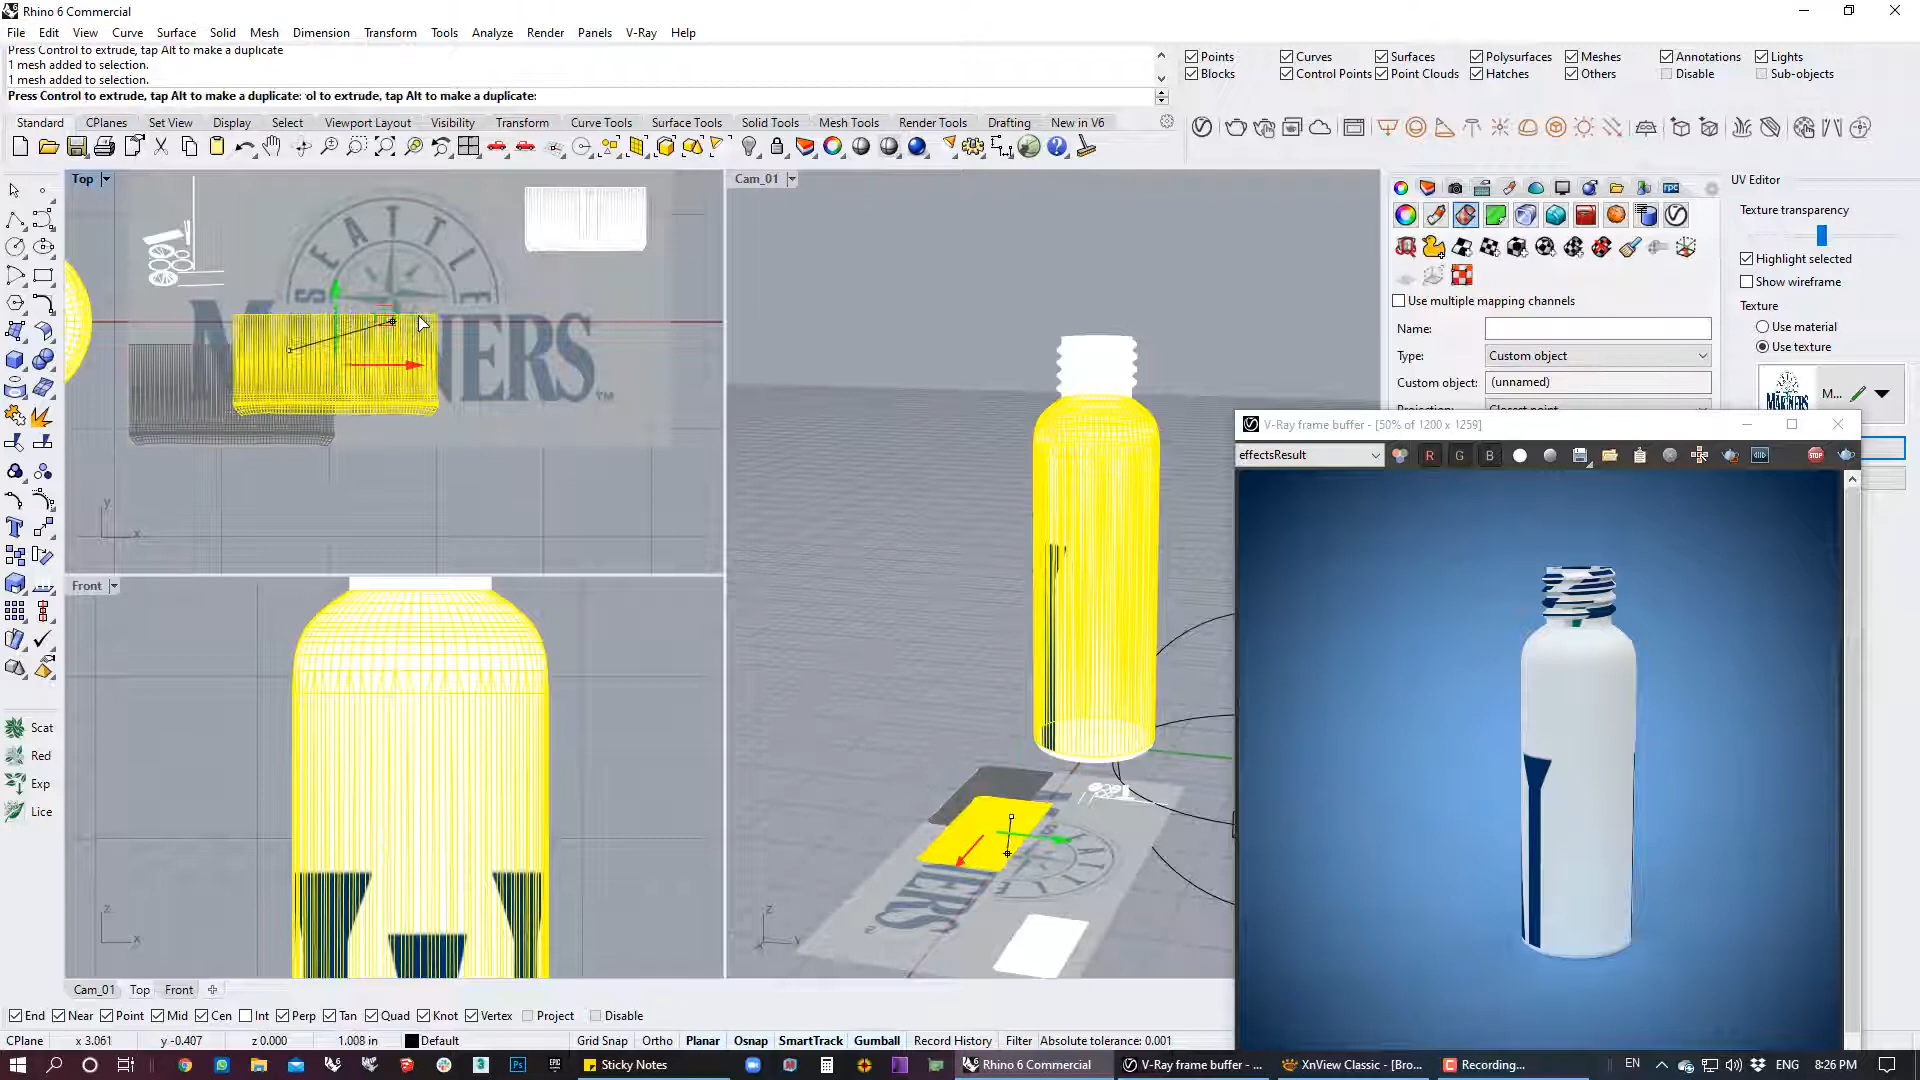 Rhino 6 Commercial
File Edit View Curve Surface Solid Mesh Dimension Transform Tools Analyze Render Panels V-Ray Help
Press Control to extrude, tap Alt to make a duplicate
1 mesh added to selection.
1 mesh added to selection.
Press Control to extrude, tap Alt to make a duplicate: ol to extrude, tap Alt to make a duplicate:
Points Curves Surfaces Polysurfaces Meshes Annotations Lights
Blocks Control Points Point Clouds Hatches Others Disable Sub-objects
Standard CPlanes Set View Display Select Viewport Layout Visibility Transform Curve Tools Surface Tools Solid Tools Mesh Tools Render Tools Drafting New in V6
Top
Cam_01
UV Editor
Texture transparency
Highlight selected
Show wireframe
Texture
Use material
Use texture
M...
Use multiple mapping channels
Name:
Type: Custom object
Custom object: (unnamed)
SEATTLE
MARINERS
TM
V-Ray frame buffer - [50% of 1200 x 1259]
effectsResult
R G B
STOP
Front
Scat
Red
Exp
Lice
y
x
z
x
z
y
Cam_01 Top Front
End Near Point Mid Cen Int Perp Tan Quad Knot Vertex Project Disable
CPlane x 3.061 y -0.407 z 0.000 1.008 in Default Grid Snap Ortho Planar Osnap SmartTrack Gumball Record History Filter Absolute tolerance: 0.001
Sticky Notes Rhino 6 Commercial V-Ray frame buffer - ... XnView Classic - [Bro... Recording... EN ENG 8:26 PM